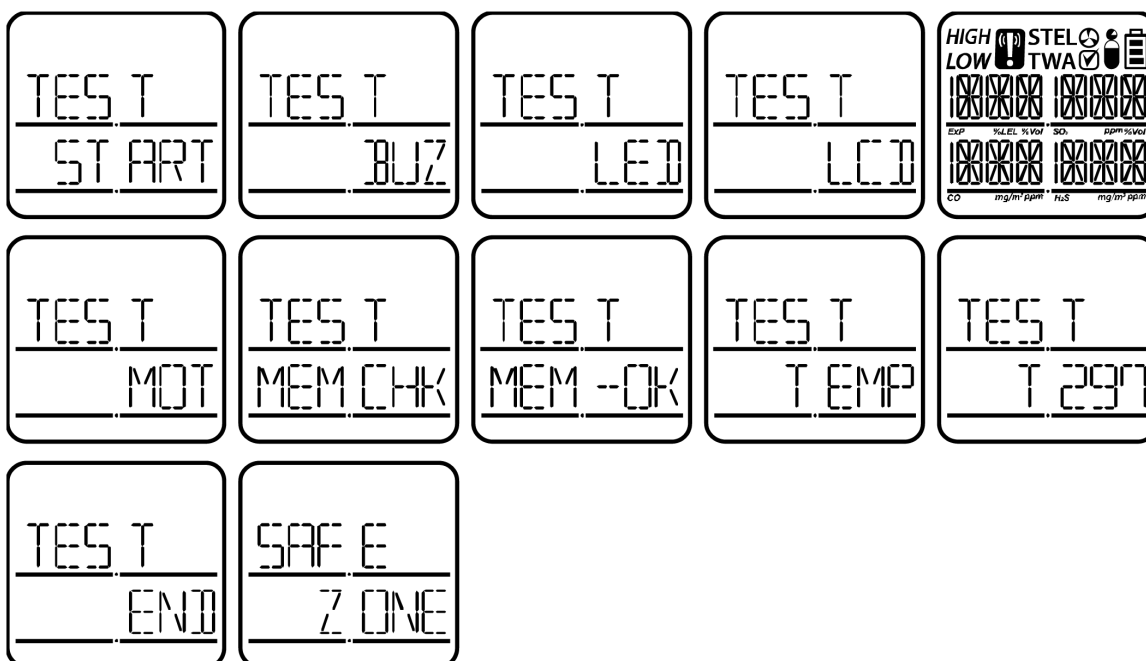 TEST
START
TEST
BUZ
TEST
LED
TEST
LCD
HIGH STEL
LOW TWA
ExP %LEL %Vol SO₂ ppm %Vol
CO mg/m³ ppm H₂S mg/m³ ppm
TEST
MOT
TEST
MEM CHK
TEST
MEM -OK
TEST
TEMP
TEST
T 297
TEST
END
SAFE
ZONE